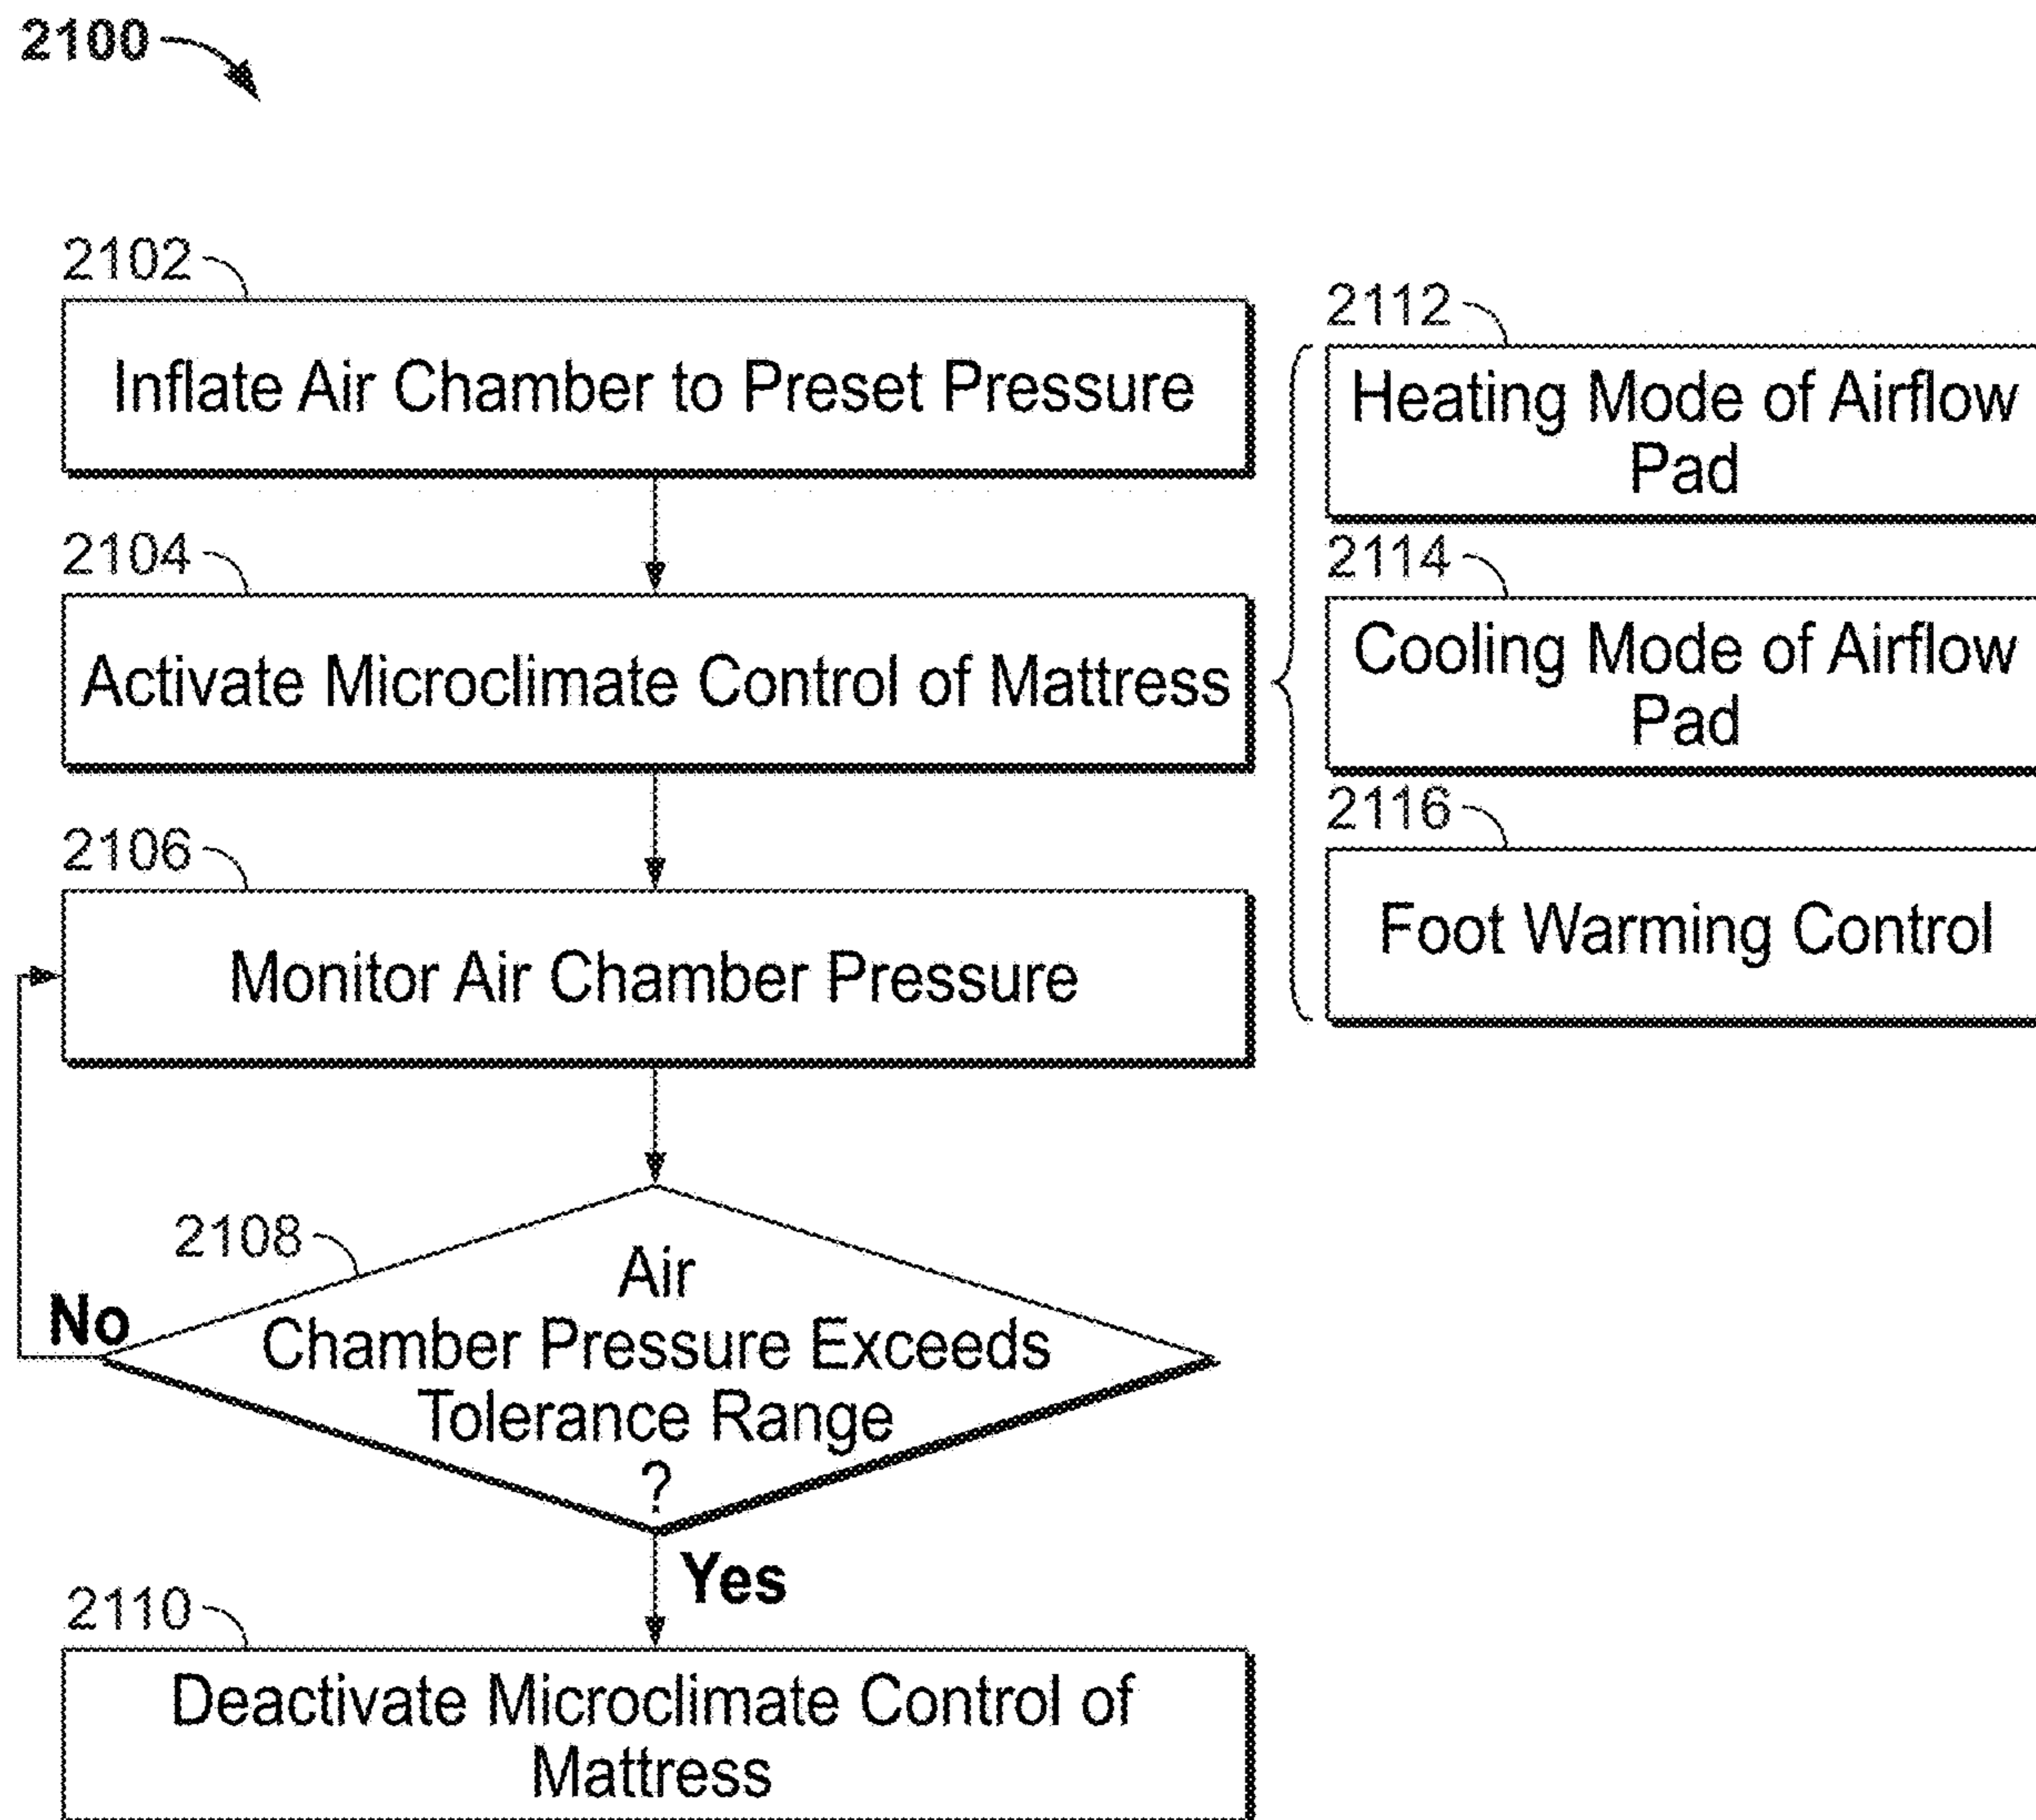 2100
2102
Inflate Air Chamber to Preset Pressure
2104
Activate Microclimate Control of Mattress
2112
Heating Mode of Airflow
Pad
2114
Cooling Mode of Airflow
Pad
2116
Foot Warming Control
2106
Monitor Air Chamber Pressure
2108
Air
Chamber Pressure Exceeds
Tolerance Range
?
No
Yes
2110
Deactivate Microclimate Control of
Mattress